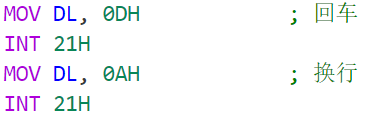 MOV DL, 0DH ; 回车
INT 21H
MOV DL, 0AH ; 换行
INT 21H